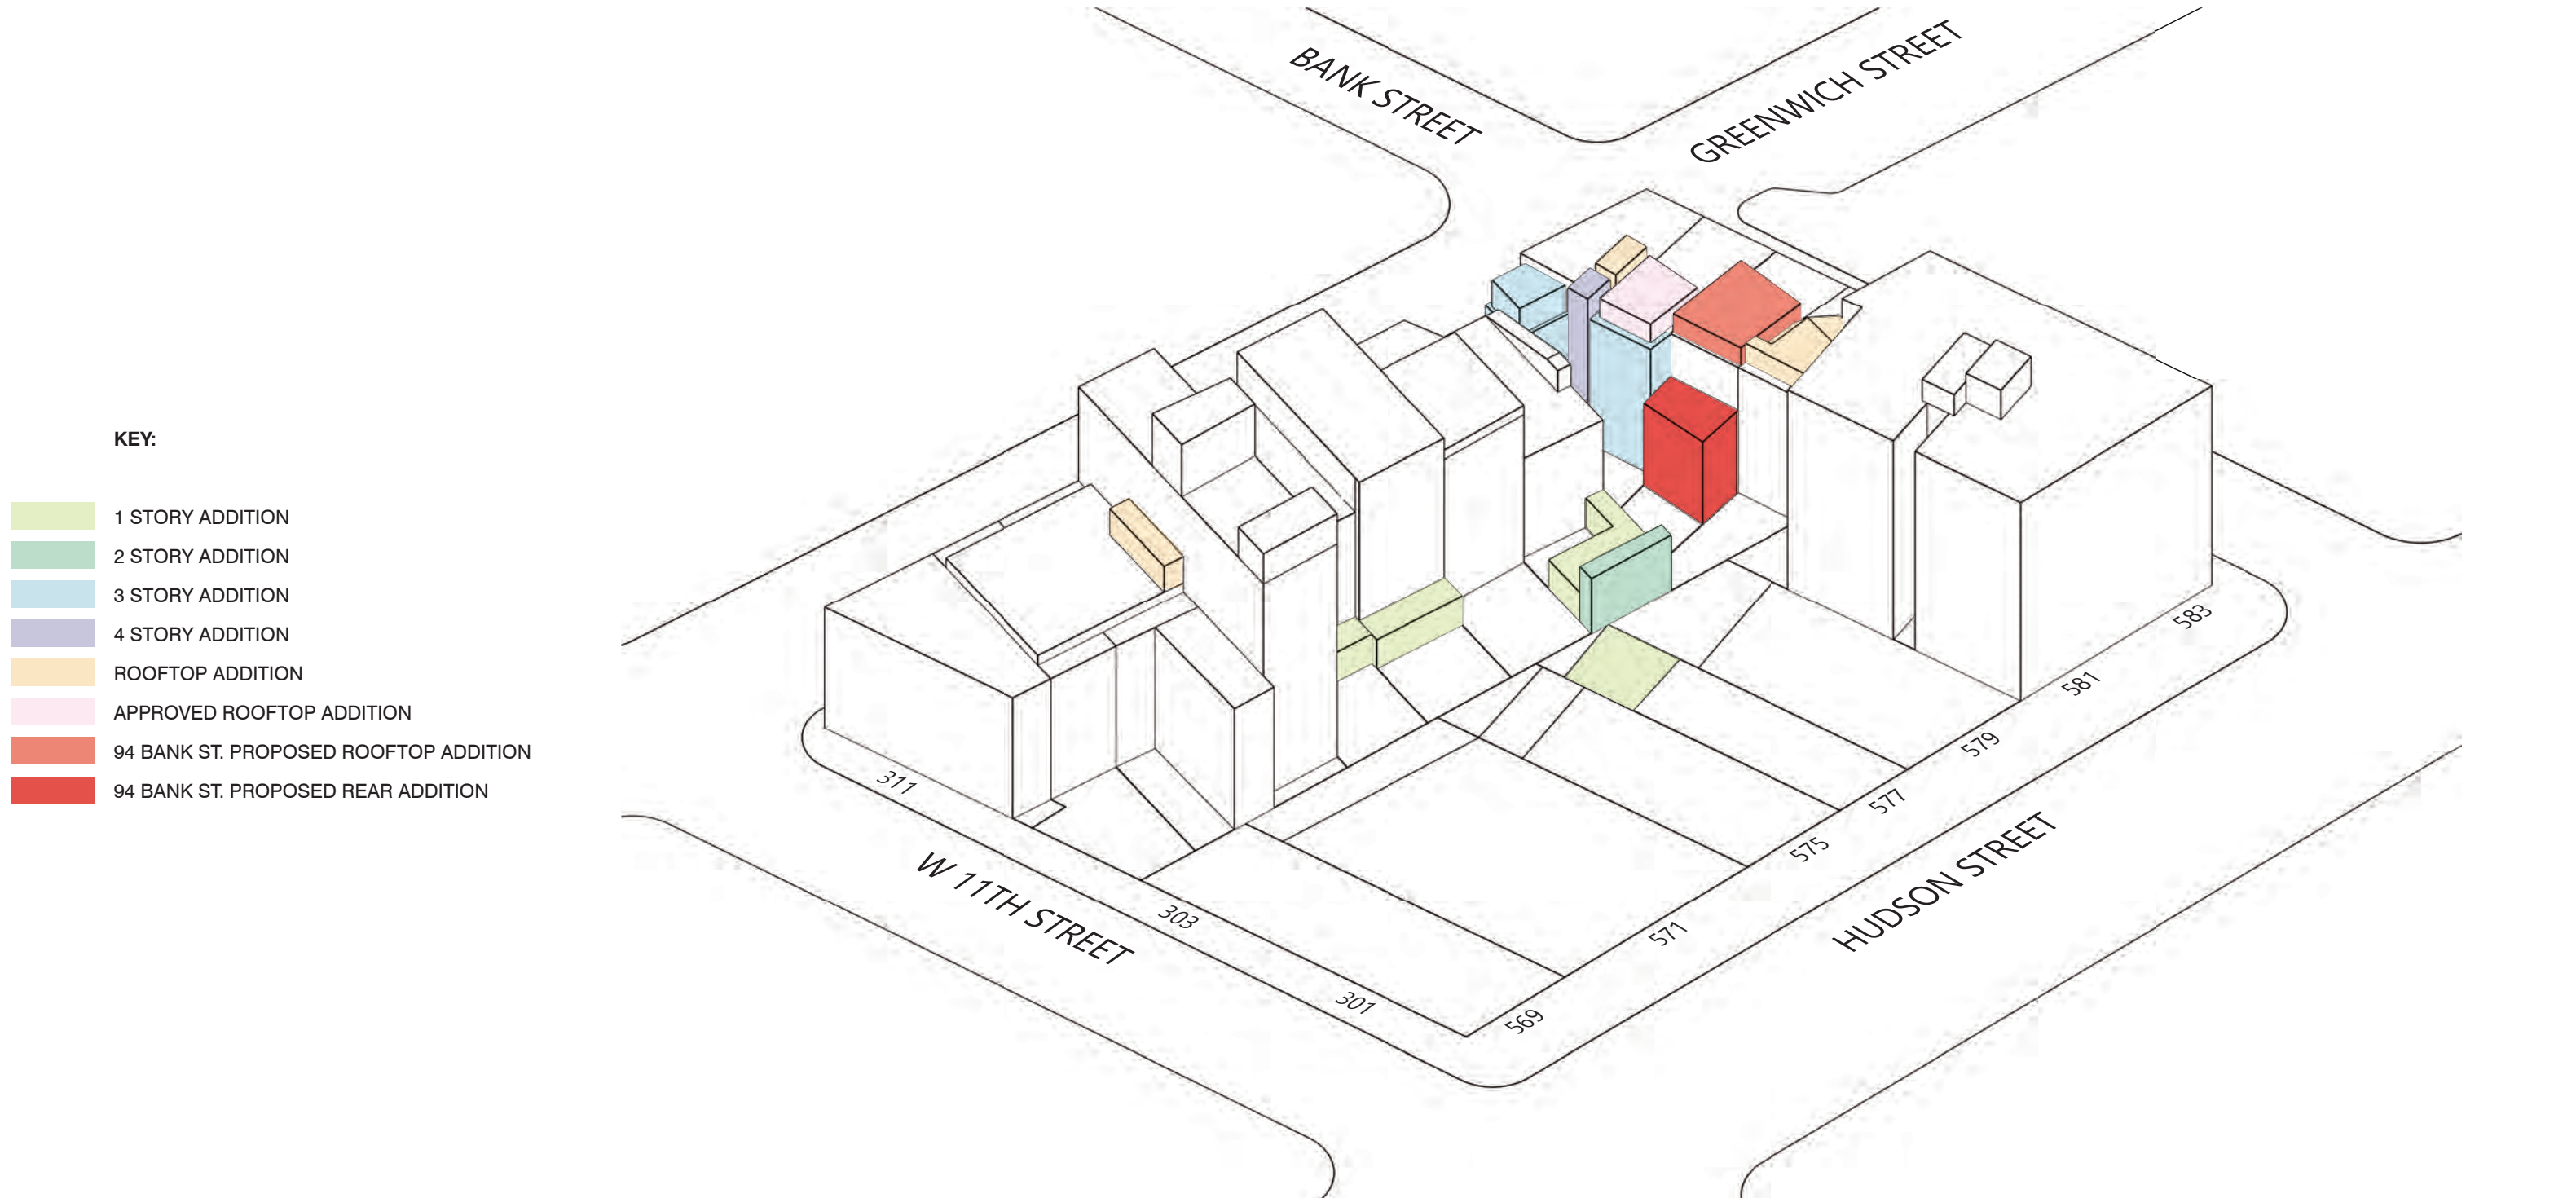 BANK STREET
GREENWICH STREET
KEY:
1 STORY ADDITION
2 STORY ADDITION
3 STORY ADDITION
4 STORY ADDITION
ROOFTOP ADDITION
APPROVED ROOFTOP ADDITION
94 BANK ST. PROPOSED ROOFTOP ADDITION
94 BANK ST. PROPOSED REAR ADDITION
583
581
579
577
575
571
569
HUDSON STREET
311
303
301
W 11TH STREET